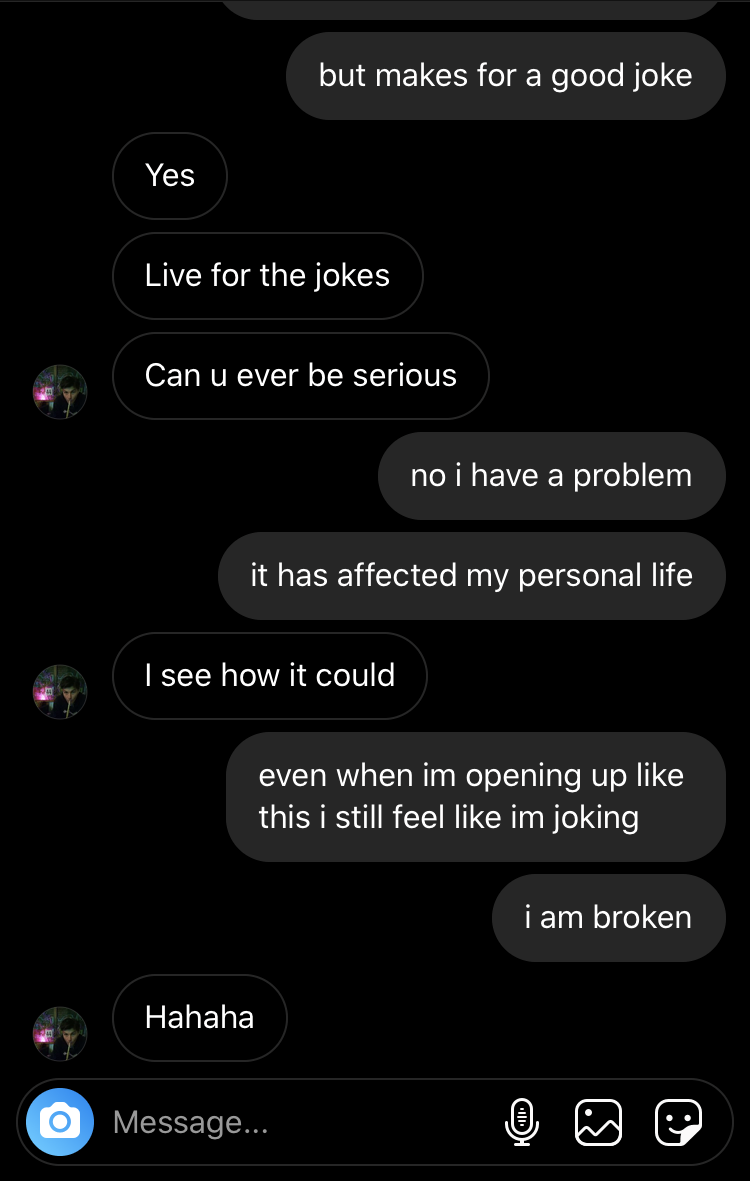 but makes for a good joke
Yes
Live for the jokes
Can u ever be serious
no i have a problem
it has affected my personal life
I see how it could
even when im opening up like
this i still feel like im joking
i am broken
Hahaha
Message...